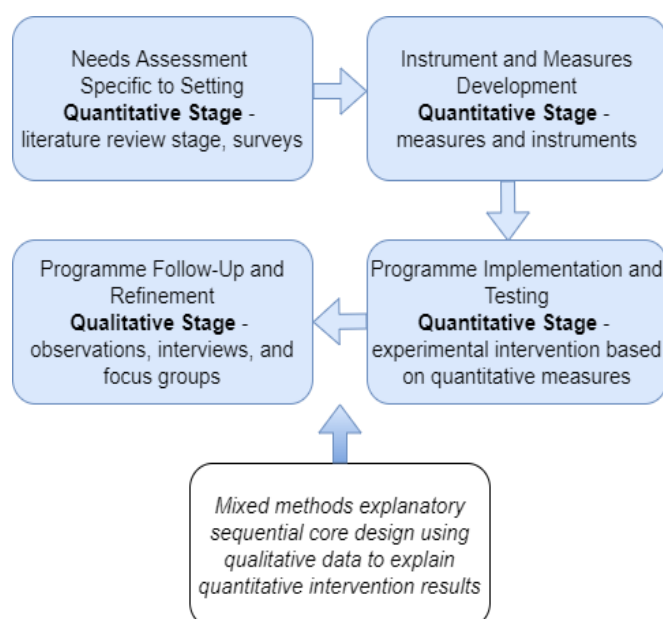 Needs Assessment
Specific to Setting
Quantitative Stage -
literature review stage, surveys
Instrument and Measures
Development
Quantitative Stage -
measures and instruments
Programme Implementation and
Testing
Quantitative Stage -
experimental intervention based
on quantitative measures
Programme Follow-Up and
Refinement
Qualitative Stage -
observations, interviews, and
focus groups
Mixed methods explanatory
sequential core design using
qualitative data to explain
quantitative intervention results